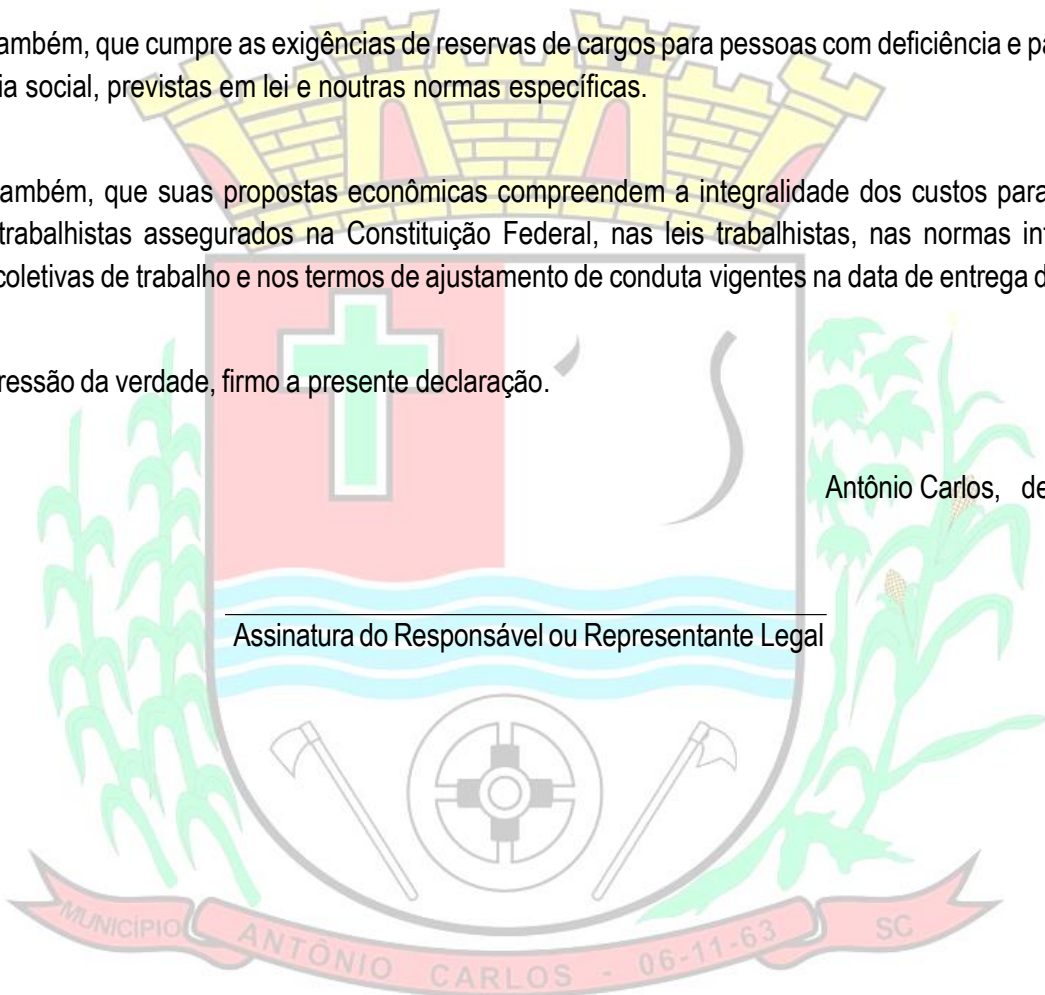 ambém, que cumpre as exigências de reservas de cargos para pessoas com deficiência e pa
ia social, previstas em lei e noutras normas específicas.
ambém, que suas propostas econômicas compreendem a integralidade dos custos para
trabalhistas assegurados na Constituição Federal, nas leis trabalhistas, nas normas in
coletivas de trabalho e nos termos de ajustamento de conduta vigentes na data de entrega d
ressão da verdade, firmo a presente declaração.
Antônio Carlos, de
Assinatura do Responsável ou Representante Legal
MUNICÍPIO ANTÔNIO CARLOS - 06-11-63 SC